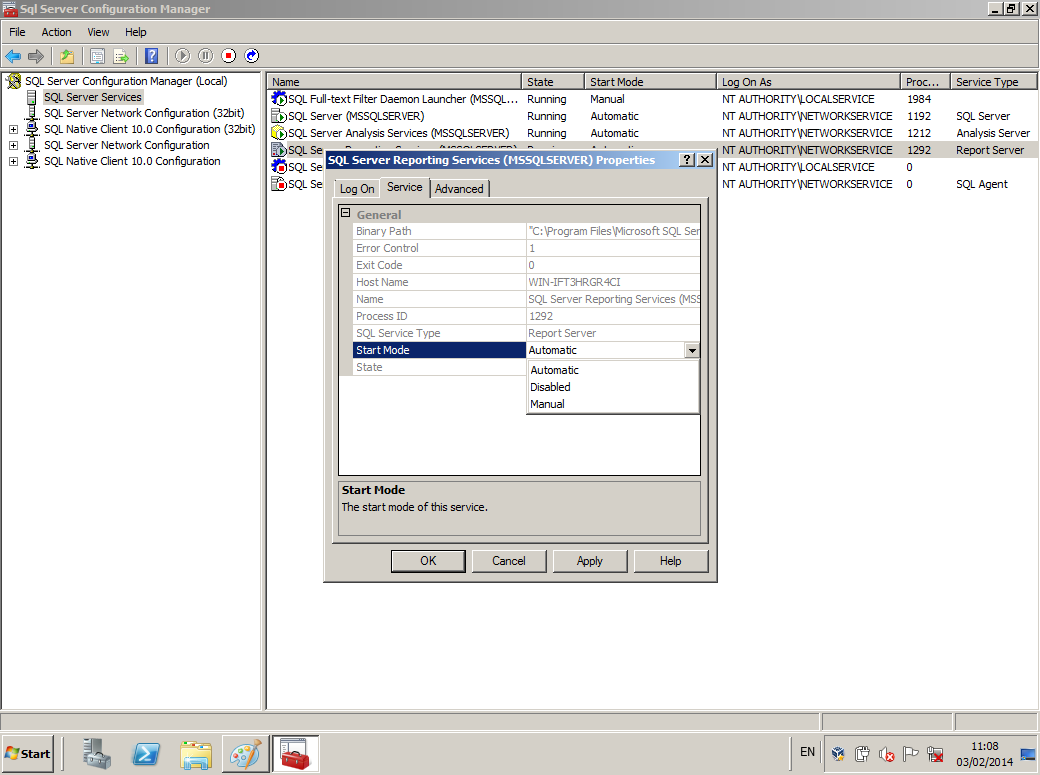 Sql Server Configuration Manager
File Action View Help
SQL Server Configuration Manager (Local)
SQL Server Services
SQL Server Network Configuration (32bit)
SQL Native Client 10.0 Configuration (32bit)
SQL Server Network Configuration
SQL Native Client 10.0 Configuration
Name State Start Mode Log On As Proc... Service Type
SQL Full-text Filter Daemon Launcher (MSSQL... Running Manual NT AUTHORITY\LOCALSERVICE 1984
SQL Server (MSSQLSERVER) Running Automatic NT AUTHORITY\NETWORKSERVICE 1192 SQL Server
SQL Server Analysis Services (MSSQLSERVER) Running Automatic NT AUTHORITY\NETWORKSERVICE 1212 Analysis Server
SQL Se NT AUTHORITY\NETWORKSERVICE 1292 Report Server
SQL Se NT AUTHORITY\LOCALSERVICE 0
SQL Se NT AUTHORITY\NETWORKSERVICE 0 SQL Agent
SQL Server Reporting Services (MSSQLSERVER) Properties
Log On Service Advanced
General
Binary Path "C:\Program Files\Microsoft SQL Ser
Error Control 1
Exit Code 0
Host Name WIN-IFT3HRGR4CI
Name SQL Server Reporting Services (MSS
Process ID 1292
SQL Service Type Report Server
Start Mode Automatic
State
Automatic
Disabled
Manual
Start Mode
The start mode of this service.
OK Cancel Apply Help
Start EN 11:08
03/02/2014